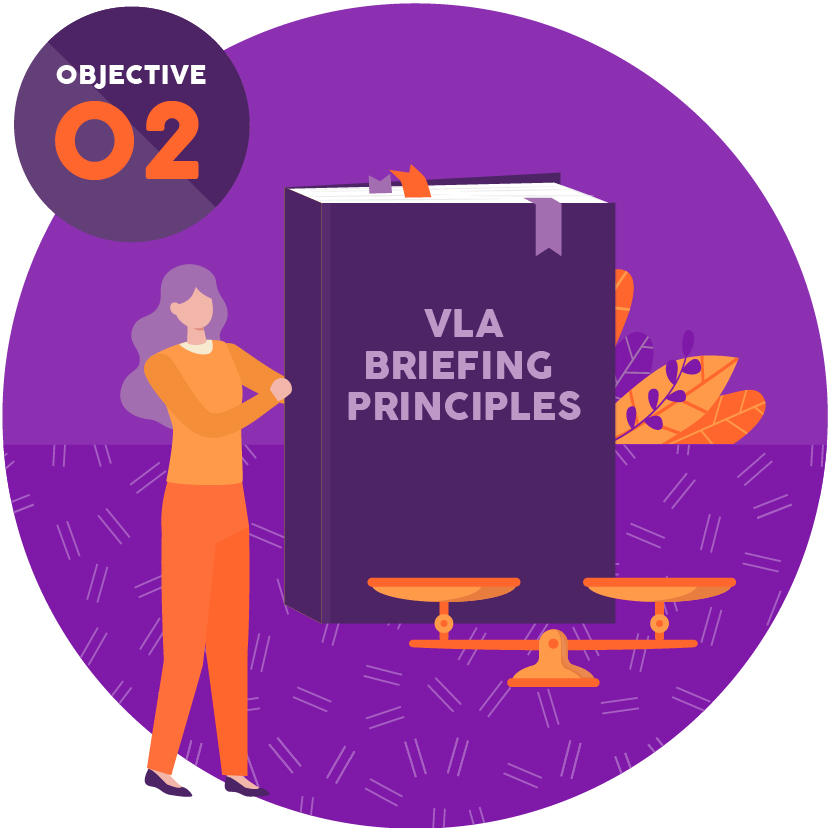 OBJECTIVE
02
VLA
BRIEFING
PRINCIPLES